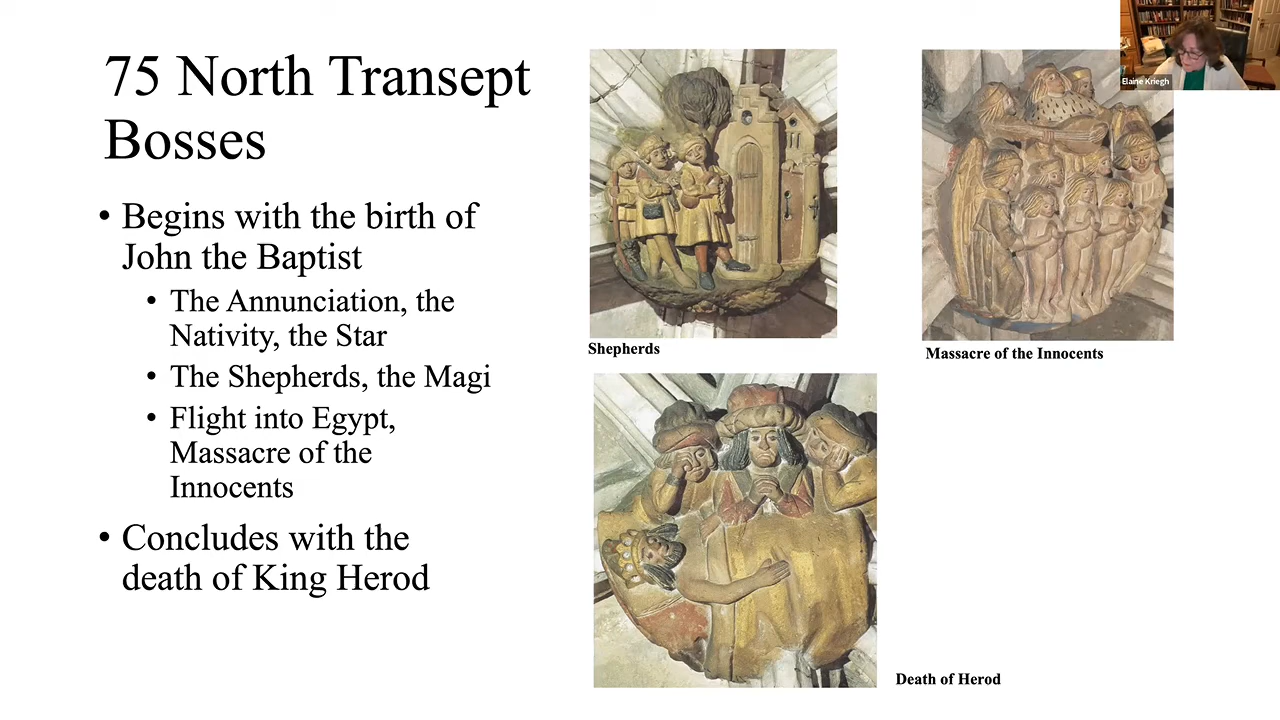 75 North Transept
Bosses
• Begins with the birth of
John the Baptist
• The Annunciation, the
Nativity, the Star
• The Shepherds, the Magi
• Flight into Egypt,
Massacre of the
Innocents
• Concludes with the
death of King Herod
Shepherds
Massacre of the Innocents
Death of Herod
Elaine Kriegh